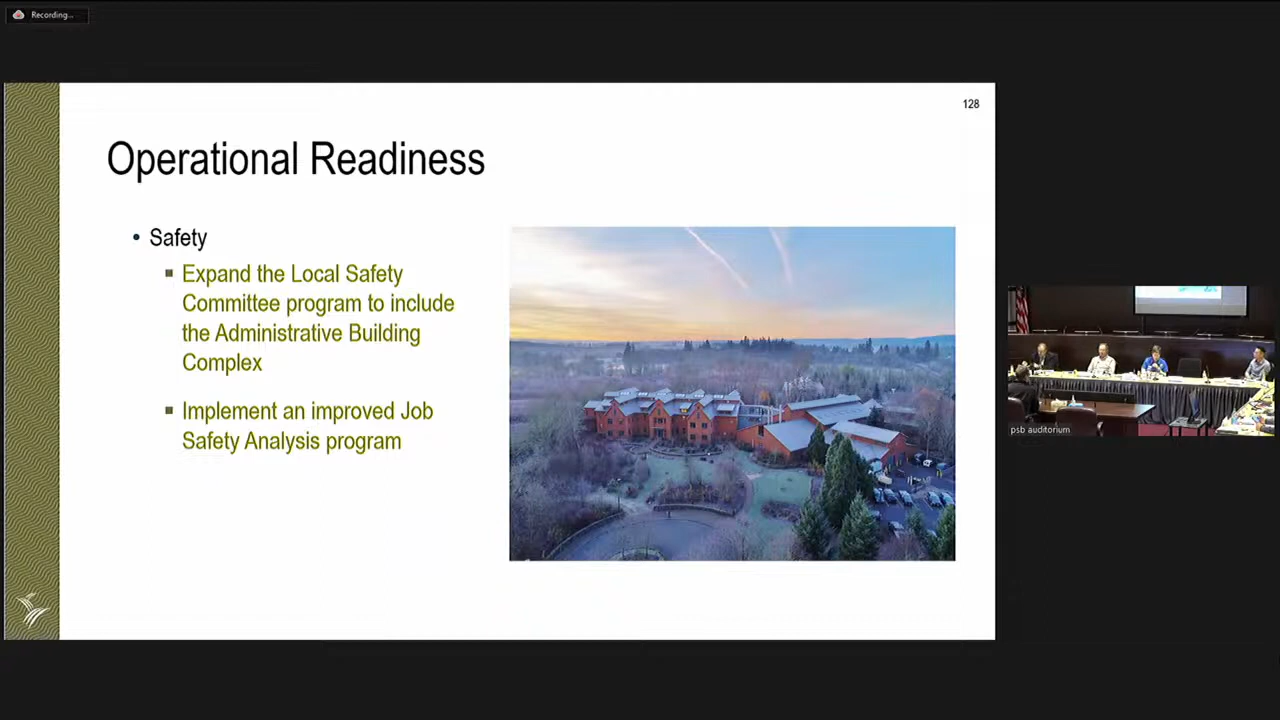 Recording...
128
Operational Readiness
• Safety
▪ Expand the Local Safety
Committee program to include
the Administrative Building
Complex
▪ Implement an improved Job
Safety Analysis program
psb auditorium